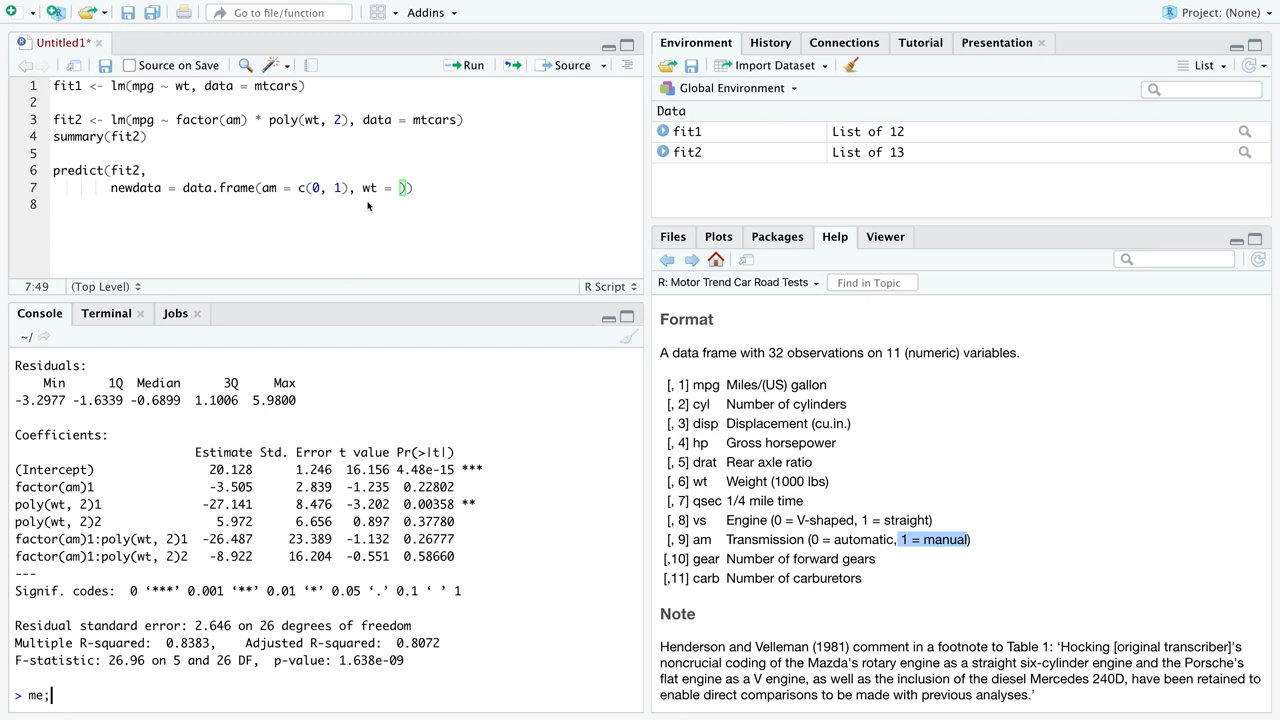 Go to file/function
Addins
Project: (None)
Untitled1*
Source on Save
Run
Source
1 fit1 <- lm(mpg ~ wt, data = mtcars)
2
3 fit2 <- lm(mpg ~ factor(am) * poly(wt, 2), data = mtcars)
4 summary(fit2)
5
6 predict(fit2,
7 newdata = data.frame(am = c(0, 1), wt = ))
8
7:49 (Top Level) R Script
Console Terminal Jobs
~/
Residuals:
Min 1Q Median 3Q Max
-3.2977 -1.6339 -0.6899 1.1006 5.9800
Coefficients:
Estimate Std. Error t value Pr(>|t|)
(Intercept) 20.128 1.246 16.156 4.48e-15 ***
factor(am)1 -3.505 2.839 -1.235 0.22802
poly(wt, 2)1 -27.141 8.476 -3.202 0.00358 **
poly(wt, 2)2 5.972 6.656 0.897 0.37780
factor(am)1:poly(wt, 2)1 -26.487 23.389 -1.132 0.26777
factor(am)1:poly(wt, 2)2 -8.922 16.204 -0.551 0.58660
---
Signif. codes: 0 ‘***’ 0.001 ‘**’ 0.01 ‘*’ 0.05 ‘.’ 0.1 ‘ ’ 1
Residual standard error: 2.646 on 26 degrees of freedom
Multiple R-squared: 0.8383, Adjusted R-squared: 0.8072
F-statistic: 26.96 on 5 and 26 DF, p-value: 1.638e-09
> me;
Environment History Connections Tutorial Presentation
Import Dataset
List
Global Environment
Data
fit1 List of 12
fit2 List of 13
Files Plots Packages Help Viewer
R: Motor Trend Car Road Tests
Find in Topic
Format
A data frame with 32 observations on 11 (numeric) variables.
[, 1] mpg Miles/(US) gallon
[, 2] cyl Number of cylinders
[, 3] disp Displacement (cu.in.)
[, 4] hp Gross horsepower
[, 5] drat Rear axle ratio
[, 6] wt Weight (1000 lbs)
[, 7] qsec 1/4 mile time
[, 8] vs Engine (0 = V-shaped, 1 = straight)
[, 9] am Transmission (0 = automatic, 1 = manual)
[,10] gear Number of forward gears
[,11] carb Number of carburetors
Note
Henderson and Velleman (1981) comment in a footnote to Table 1: ‘Hocking [original transcriber]'s
noncrucial coding of the Mazda's rotary engine as a straight six-cylinder engine and the Porsche's
flat engine as a V engine, as well as the inclusion of the diesel Mercedes 240D, have been retained to
enable direct comparisons to be made with previous analyses.’